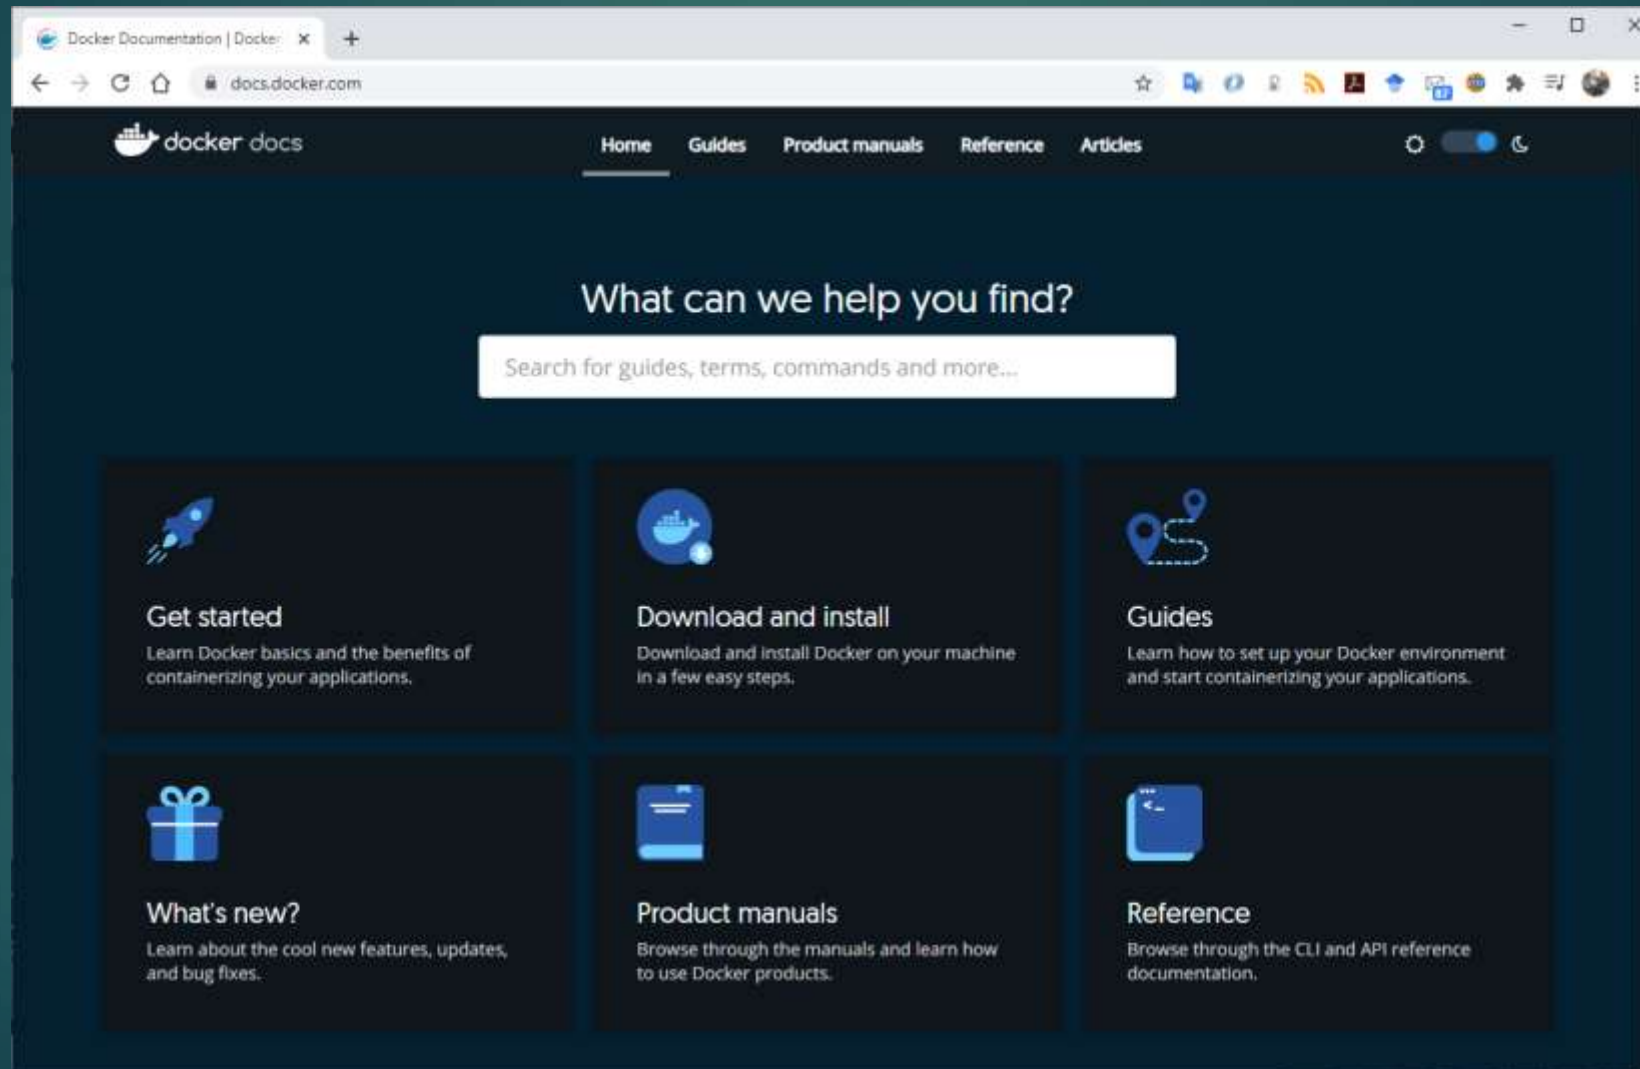 Docker Documentation | Docker
docs.docker.com
docker docs
Home Guides Product manuals Reference Articles
What can we help you find?
Search for guides, terms, commands and more...
Get started
Learn Docker basics and the benefits of
containerizing your applications.
Download and install
Download and install Docker on your machine
in a few easy steps.
Guides
Learn how to set up your Docker environment
and start containerizing your applications.
What's new?
Learn about the cool new features, updates,
and bug fixes.
Product manuals
Browse through the manuals and learn how
to use Docker products.
Reference
Browse through the CLI and API reference
documentation.